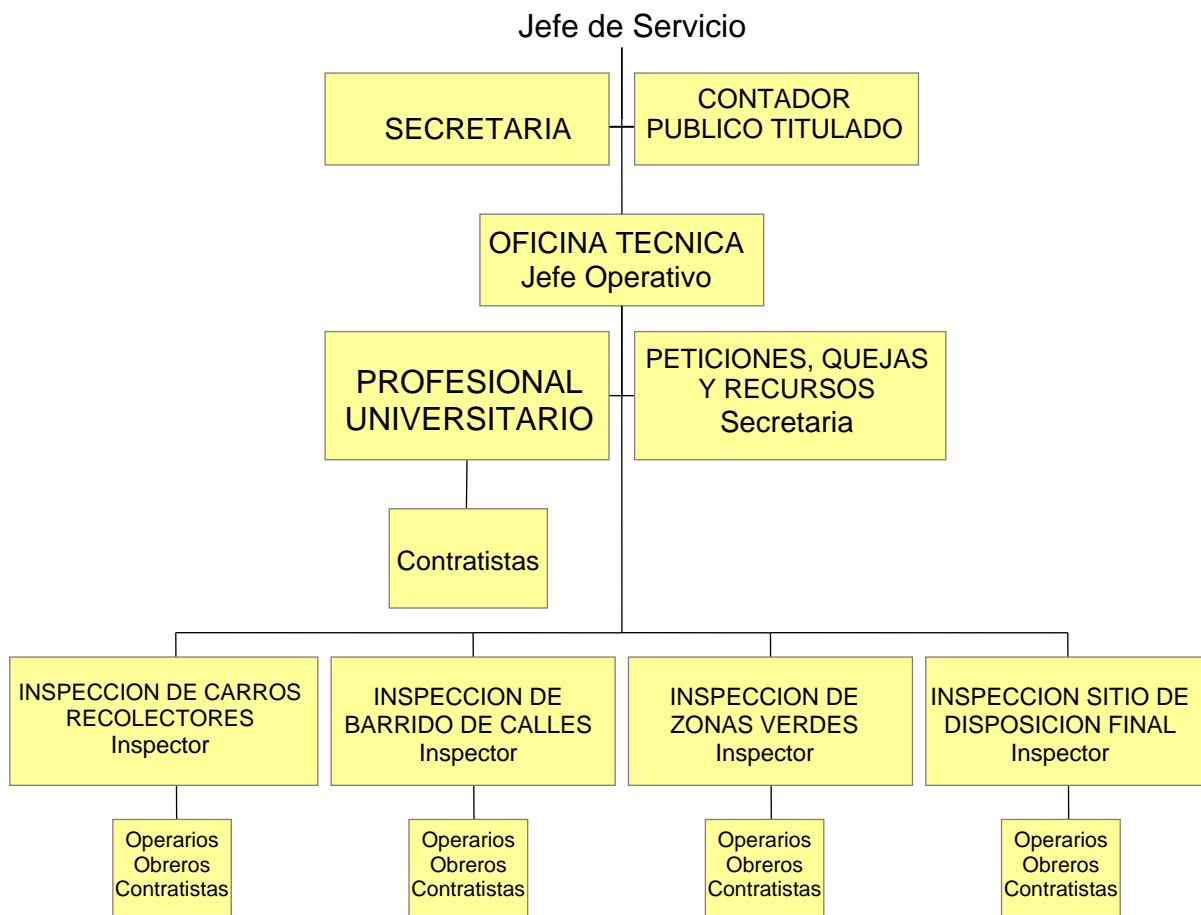 Jefe de Servicio
SECRETARIA
CONTADOR
PUBLICO TITULADO
OFICINA TECNICA
Jefe Operativo
PROFESIONAL
UNIVERSITARIO
PETICIONES, QUEJAS
Y RECURSOS
Secretaria
Contratistas
INSPECCION DE CARROS
RECOLECTORES
Inspector
INSPECCION DE
BARRIDO DE CALLES
Inspector
INSPECCION DE
ZONAS VERDES
Inspector
INSPECCION SITIO DE
DISPOSICION FINAL
Inspector
Operarios
Obreros
Contratistas
Operarios
Obreros
Contratistas
Operarios
Obreros
Contratistas
Operarios
Obreros
Contratistas